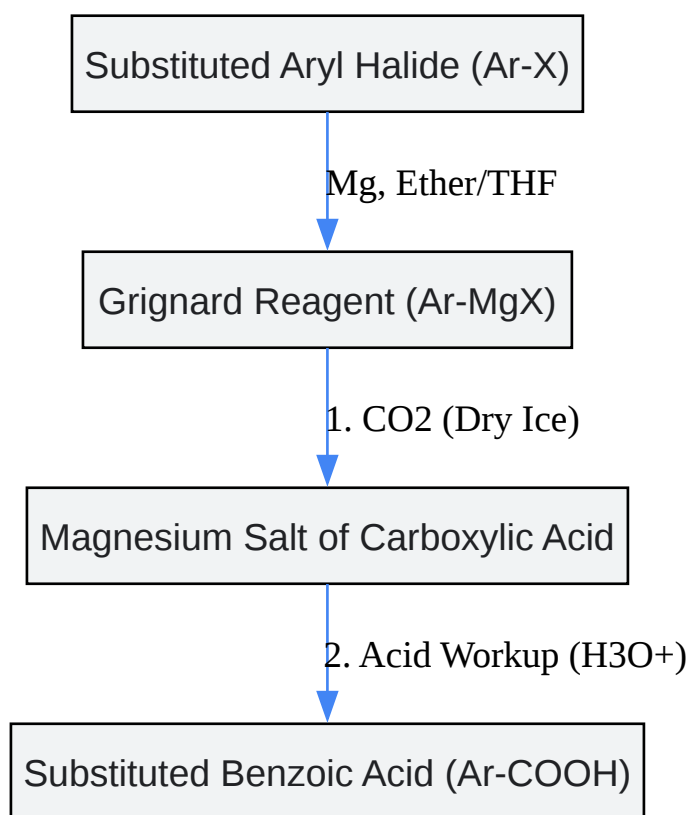 Substituted Aryl Halide (Ar-X)
Mg, Ether/THF
Grignard Reagent (Ar-MgX)
1. CO2 (Dry Ice)
Magnesium Salt of Carboxylic Acid
2. Acid Workup (H3O+)
Substituted Benzoic Acid (Ar-COOH)